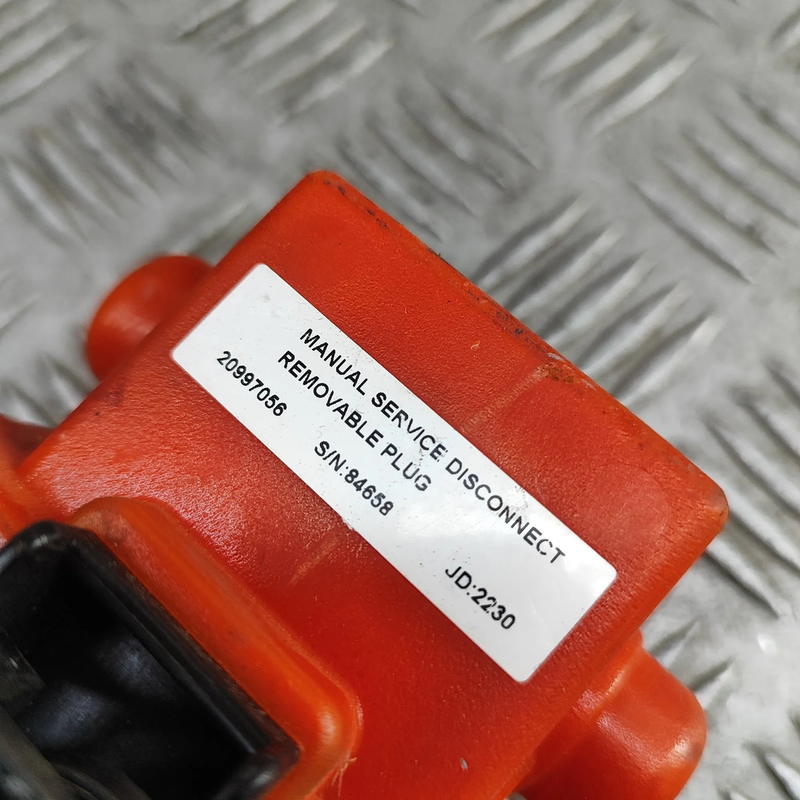 MANUAL SERVICE DISCONNECT
REMOVABLE PLUG
20997056 S/N:84658 JD:2230